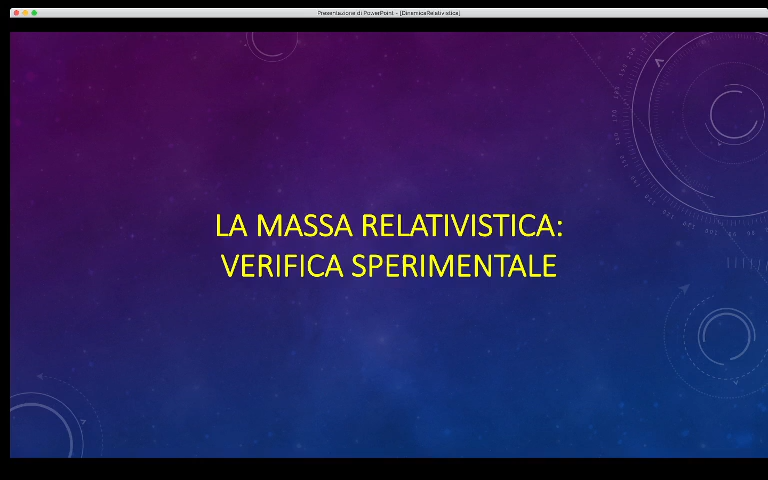 Presentazione di PowerPoint - [DinamicaRelativistica]
LA MASSA RELATIVISTICA:
VERIFICA SPERIMENTALE